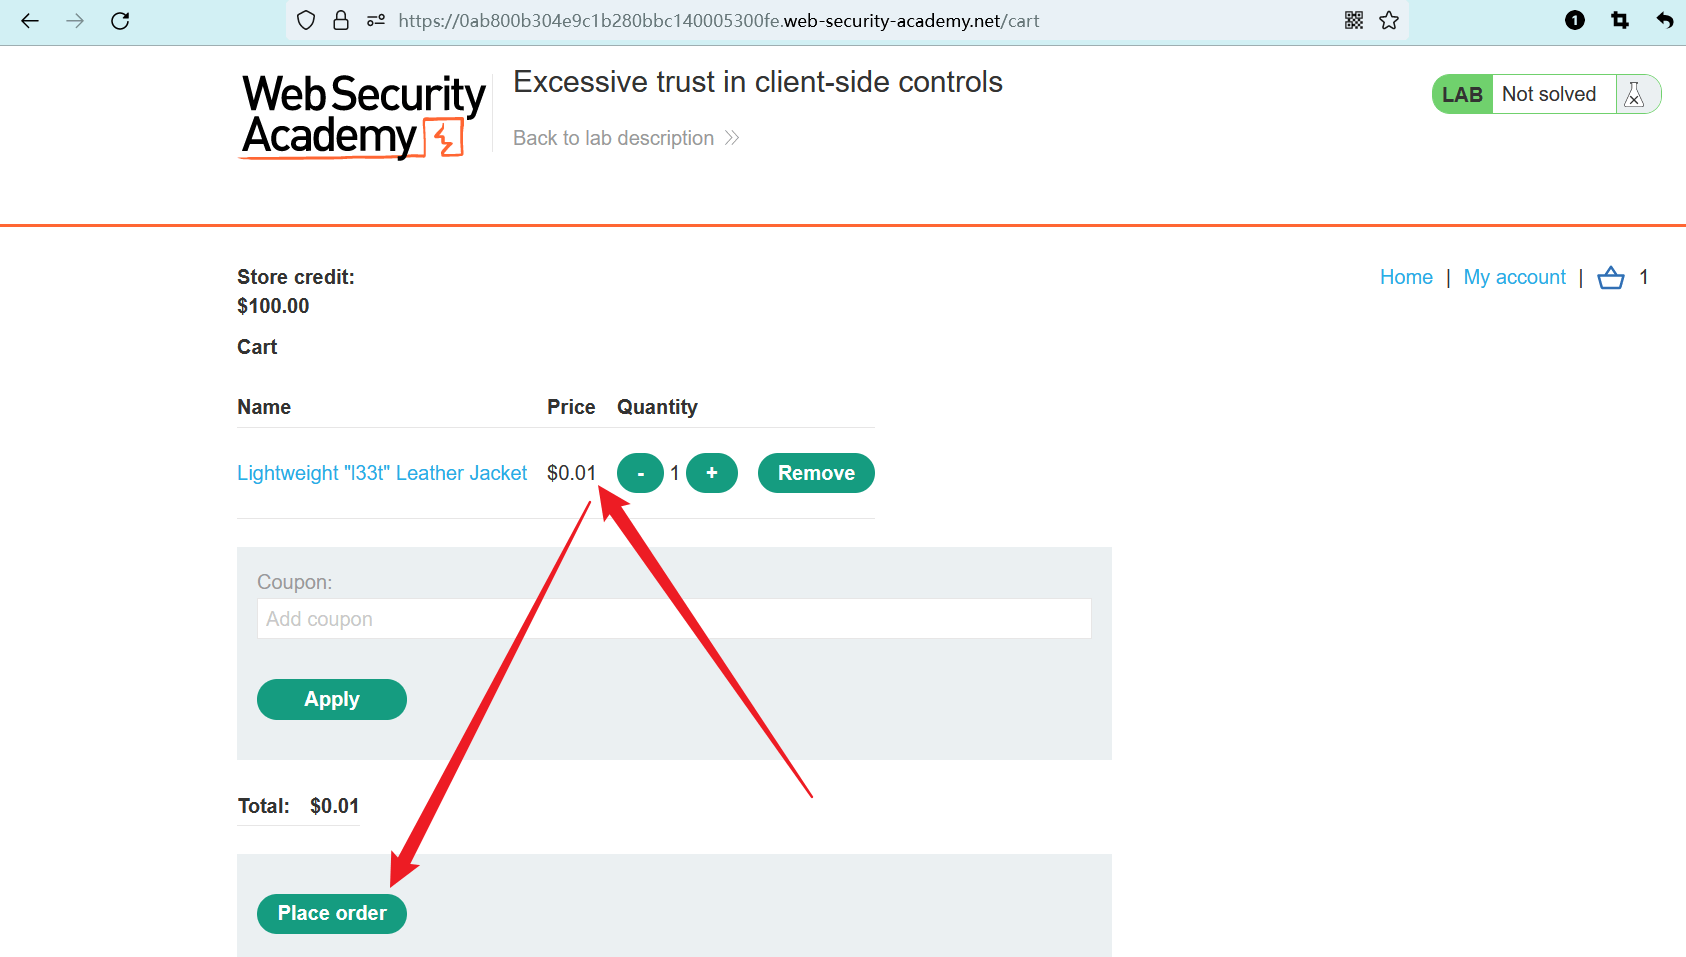 https://0ab800b304e9c1b280bbc140005300fe.web-security-academy.net/cart
1
Web Security
Academy
Excessive trust in client-side controls
Back to lab description
LAB Not solved
Home | My account | 1
Store credit:
$100.00
Cart
Name Price Quantity
Lightweight "l33t" Leather Jacket $0.01 - 1 + Remove
Coupon:
Add coupon
Apply
Total: $0.01
Place order